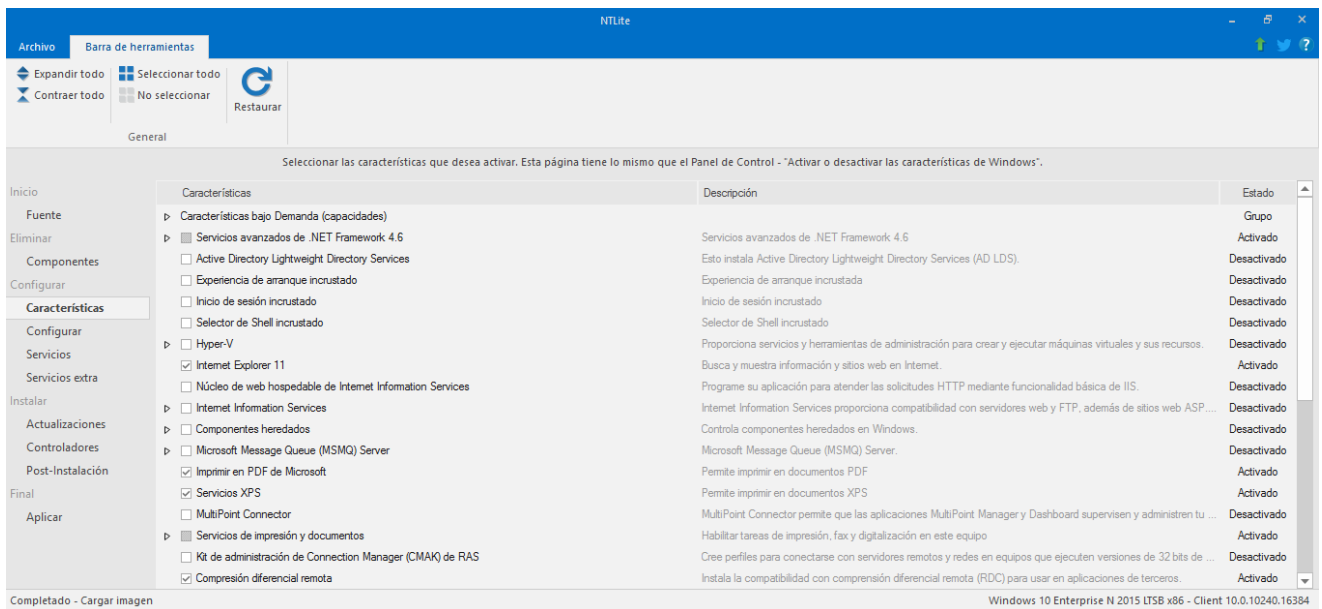 NTLite
Archivo Barra de herramientas
Expandir todo Seleccionar todo
Contraer todo No seleccionar
Restaurar
General
Seleccionar las características que desea activar. Esta página tiene lo mismo que el Panel de Control - "Activar o desactivar las características de Windows".
Inicio
Fuente
Eliminar
Componentes
Configurar
Características
Configurar
Servicios
Servicios extra
Instalar
Actualizaciones
Controladores
Post-Instalación
Final
Aplicar
Características Descripción Estado
Características bajo Demanda (capacidades) Grupo
Servicios avanzados de .NET Framework 4.6 Servicios avanzados de .NET Framework 4.6 Activado
Active Directory Lightweight Directory Services Esto instala Active Directory Lightweight Directory Services (AD LDS). Desactivado
Experiencia de arranque incrustado Experiencia de arranque incrustada Desactivado
Inicio de sesión incrustado Inicio de sesión incrustado Desactivado
Selector de Shell incrustado Selector de Shell incrustado Desactivado
Hyper-V Proporciona servicios y herramientas de administración para crear y ejecutar máquinas virtuales y sus recursos. Desactivado
Internet Explorer 11 Busca y muestra información y sitios web en Internet. Activado
Núcleo de web hospedable de Internet Information Services Programe su aplicación para atender las solicitudes HTTP mediante funcionalidad básica de IIS. Desactivado
Internet Information Services Internet Information Services proporciona compatibilidad con servidores web y FTP, además de sitios web ASP.... Desactivado
Componentes heredados Controla componentes heredados en Windows. Desactivado
Microsoft Message Queue (MSMQ) Server Microsoft Message Queue (MSMQ) Server. Desactivado
Imprimir en PDF de Microsoft Permite imprimir en documentos PDF Activado
Servicios XPS Permite imprimir en documentos XPS Activado
MultiPoint Connector MultiPoint Connector permite que las aplicaciones MultiPoint Manager y Dashboard supervisen y administren tu ... Desactivado
Servicios de impresión y documentos Habilitar tareas de impresión, fax y digitalización en este equipo Activado
Kit de administración de Connection Manager (CMAK) de RAS Cree perfiles para conectarse con servidores remotos y redes en equipos que ejecuten versiones de 32 bits de ... Desactivado
Compresión diferencial remota Instala la compatibilidad con comprensión diferencial remota (RDC) para usar en aplicaciones de terceros. Activado
Completado - Cargar imagen Windows 10 Enterprise N 2015 LTSB x86 - Client 10.0.10240.16384